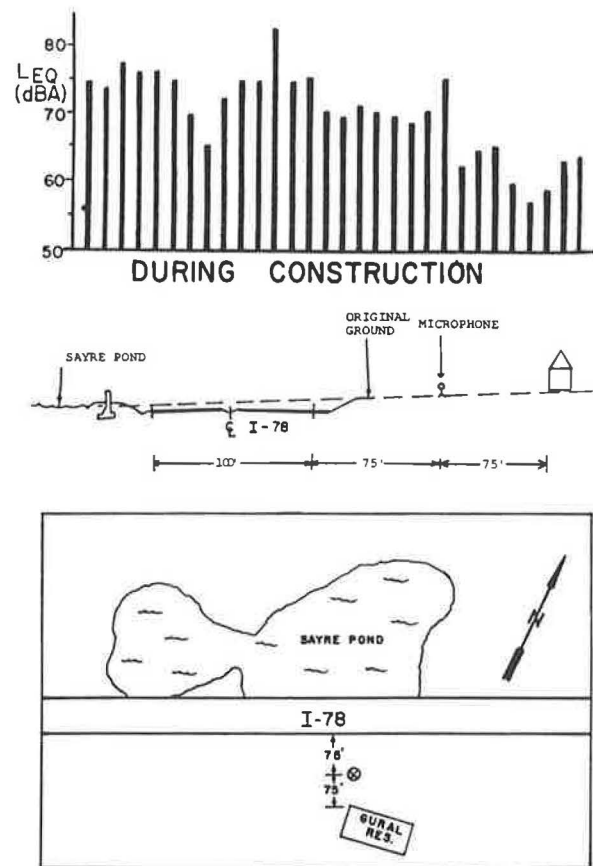 80
LEQ
(dBA)
70
60
50
DURING CONSTRUCTION
ORIGINAL
GROUND
MICROPHONE
SAYRE POND
℄ I-78
100'
75'
75'
SAYRE POND
N
I-78
75'
75'
GURAL
RES.